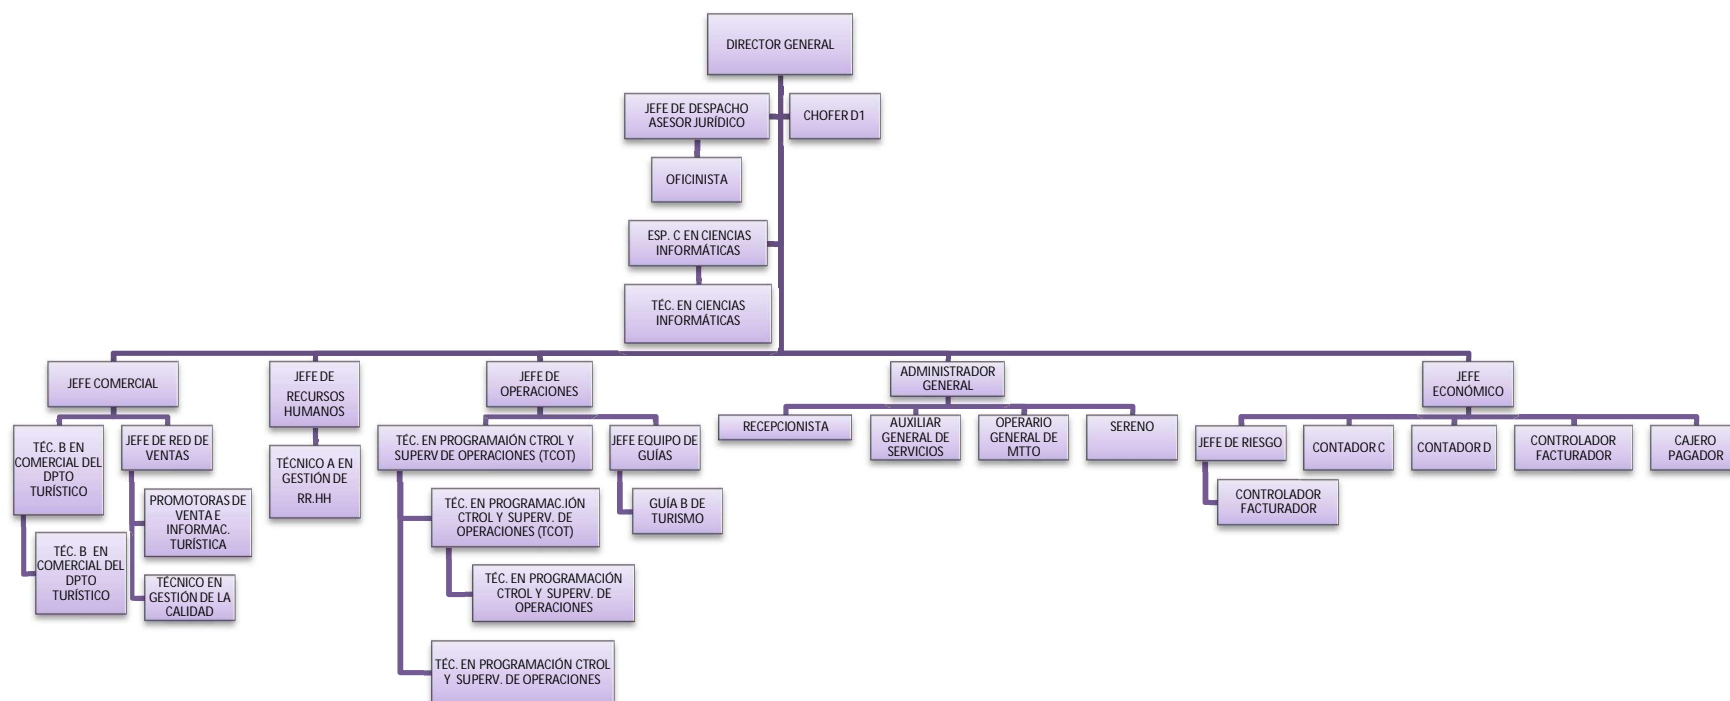 DIRECTOR GENERAL
JEFE DE DESPACHO
ASESOR JURÍDICO
CHOFER D1
OFICINISTA
ESP. C EN CIENCIAS
INFORMÁTICAS
TÉC. EN CIENCIAS
INFORMÁTICAS
JEFE COMERCIAL
JEFE DE
RECURSOS
HUMANOS
JEFE DE
OPERACIONES
ADMINISTRADOR
GENERAL
JEFE
ECONÓMICO
TÉC. B EN
COMERCIAL DEL
DPTO
TURÍSTICO
JEFE DE RED DE
VENTAS
TÉCNICO A EN
GESTIÓN DE
RR.HH
TÉC. EN PROGRAMAIÓN CTROL Y
SUPERV DE OPERACIONES (TCOT)
JEFE EQUIPO DE
GUÍAS
RECEPCIONISTA
AUXILIAR
GENERAL DE
SERVICIOS
OPERARIO
GENERAL DE
MTTO
SERENO
JEFE DE RIESGO
CONTADOR C
CONTADOR D
CONTROLADOR
FACTURADOR
CAJERO
PAGADOR
TÉC. B EN
COMERCIAL DEL
DPTO
TURÍSTICO
PROMOTORAS DE
VENTA E
INFORMAC.
TURÍSTICA
TÉCNICO EN
GESTIÓN DE LA
CALIDAD
TÉC. EN PROGRAMAC.IÓN
CTROL Y SUPERV. DE
OPERACIONES (TCOT)
GUÍA B DE
TURISMO
CONTROLADOR
FACTURADOR
TÉC. EN PROGRAMACIÓN
CTROL Y SUPERV. DE
OPERACIONES
TÉC. EN PROGRAMACIÓN CTROL
Y SUPERV. DE OPERACIONES